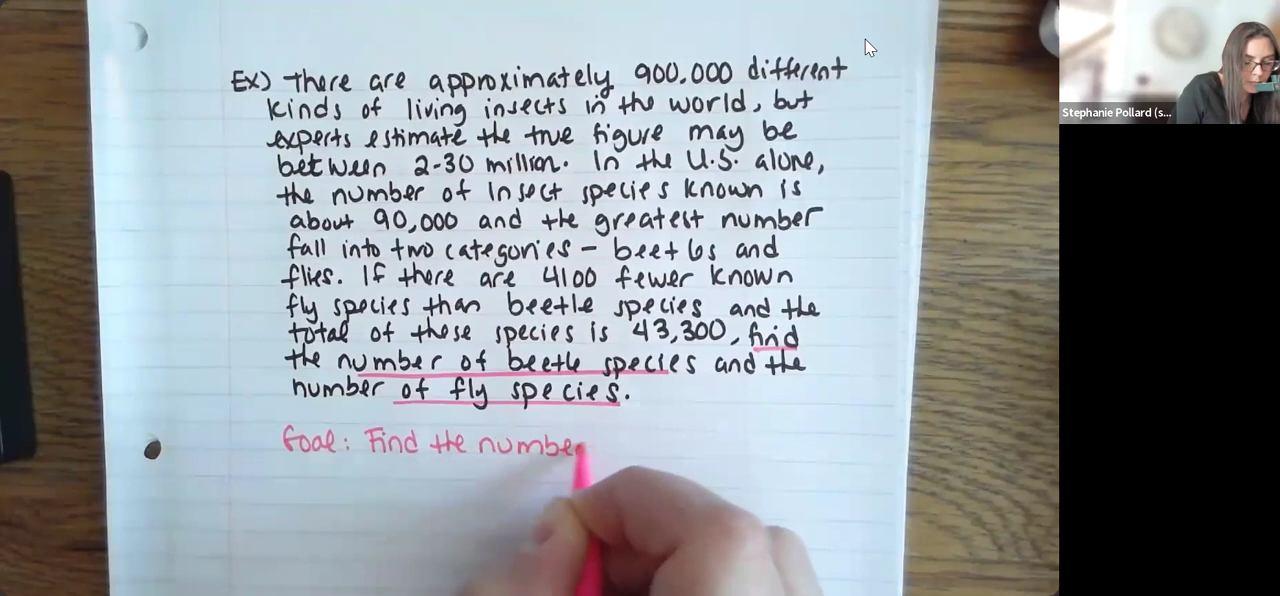 Ex) There are approximately 900,000 different
kinds of living insects in the world, but
experts estimate the true figure may be
between 2-30 million. In the U.S. alone,
the number of insect species known is
about 90,000 and the greatest number
fall into two categories - beetles and
flies. If there are 4100 fewer known
fly species than beetle species and the
total of these species is 43,300, find
the number of beetle species and the
number of fly species.
Goal: Find the number
Stephanie Pollard (s...